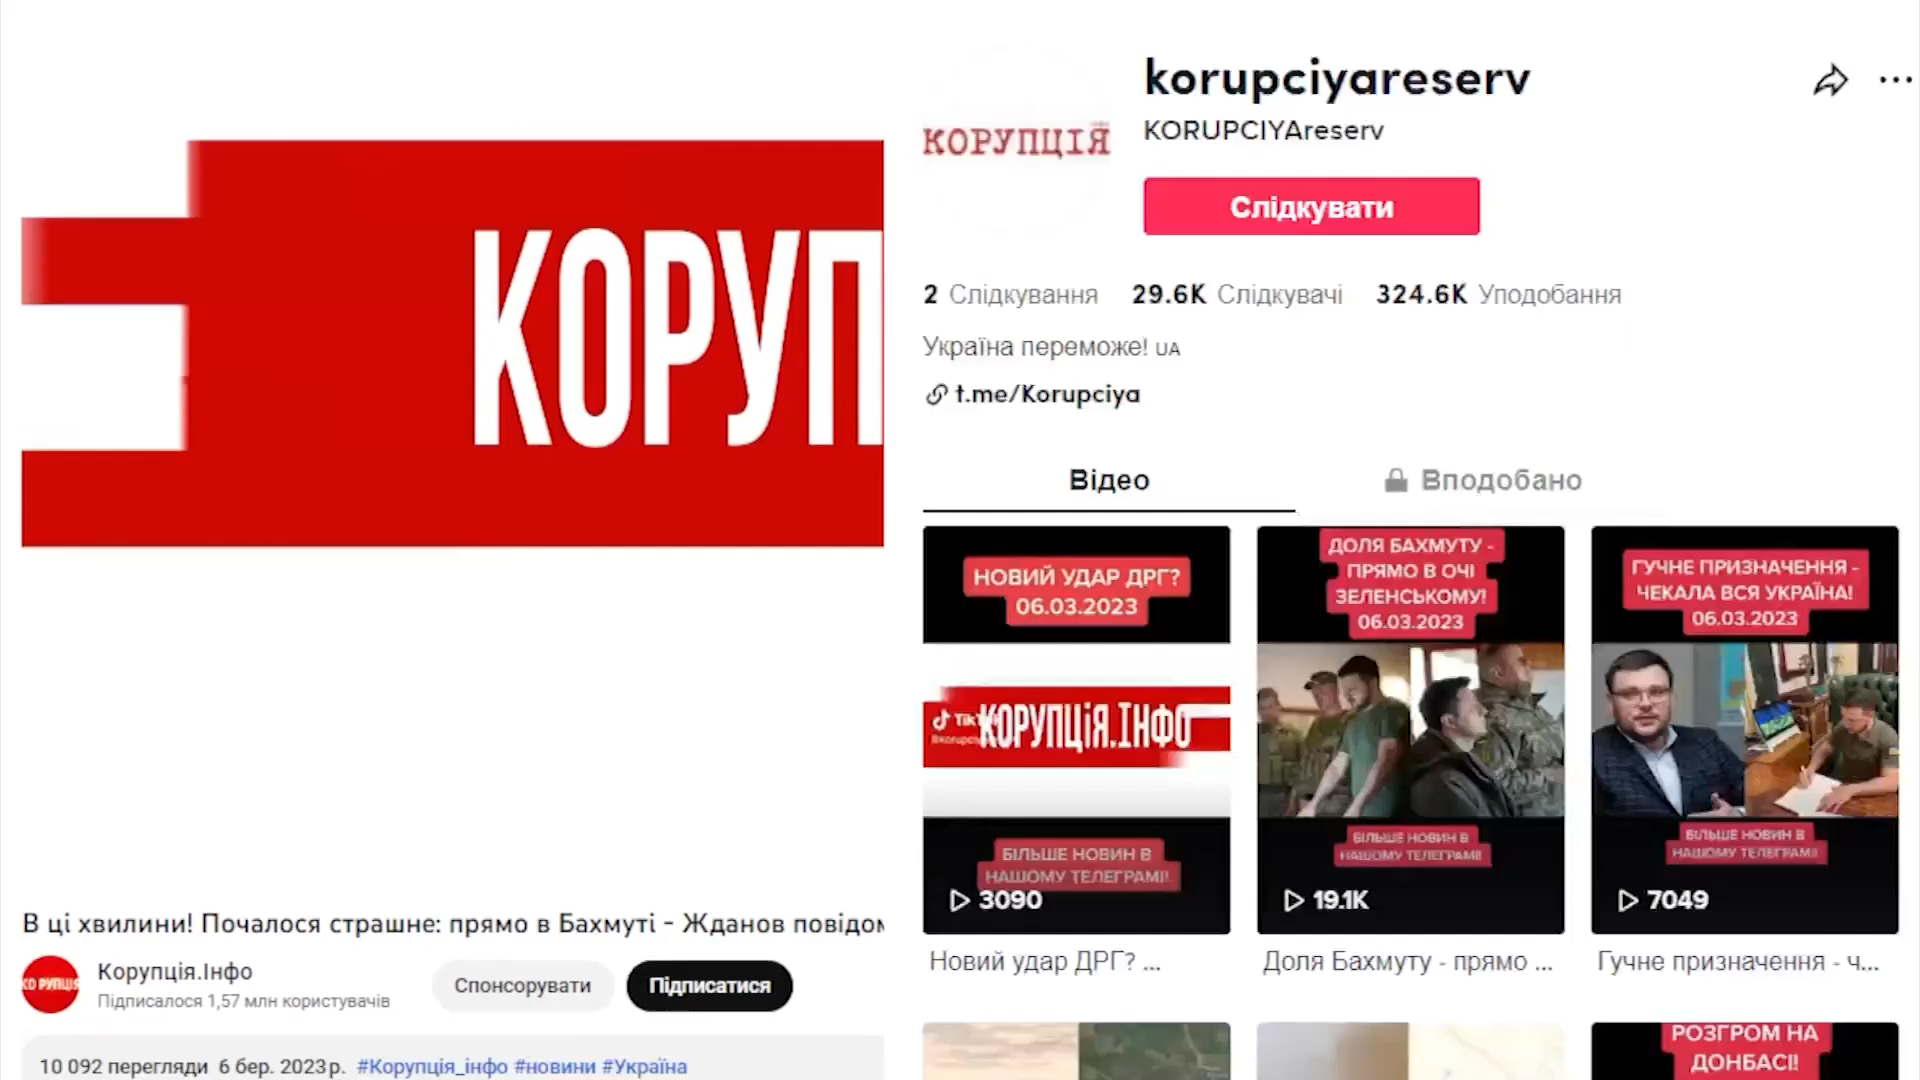 КОРУП
В ці хвилини! Почалося страшне: прямо в Бахмуті - Жданов повідом
КО РУПЦІЯ
Корупція.Інфо
Підписалося 1,57 млн користувачів
Спонсорувати
Підписатися
10 092 перегляди 6 бер. 2023 р. #Корупція_інфо #новини #Україна
КОРУПЦІЯ
korupciyareserv
KORUPCIYAreserv
Слідкувати
2 Слідкування 29.6K Слідкувачі 324.6K Уподобання
Україна переможе! UA
t.me/Korupciya
Відео
Вподобано
НОВИЙ УДАР ДРГ?
06.03.2023
КОРУПЦіЯ.ІНФО
БІЛЬШЕ НОВИН В
НАШОМУ ТЕЛЕГРАМІ!
3090
Новий удар ДРГ? ...
ДОЛЯ БАХМУТУ -
ПРЯМО В ОЧІ
ЗЕЛЕНСЬКОМУ!
06.03.2023
БІЛЬШЕ НОВИН В
НАШОМУ ТЕЛЕГРАМІ!
19.1K
Доля Бахмуту - прямо ...
ГУЧНЕ ПРИЗНАЧЕННЯ -
ЧЕКАЛА ВСЯ УКРАЇНА!
06.03.2023
БІЛЬШЕ НОВИН В
НАШОМУ ТЕЛЕГРАМІ!
7049
Гучне призначення - ч...
РОЗГРОМ НА
ДОНБАСІ!